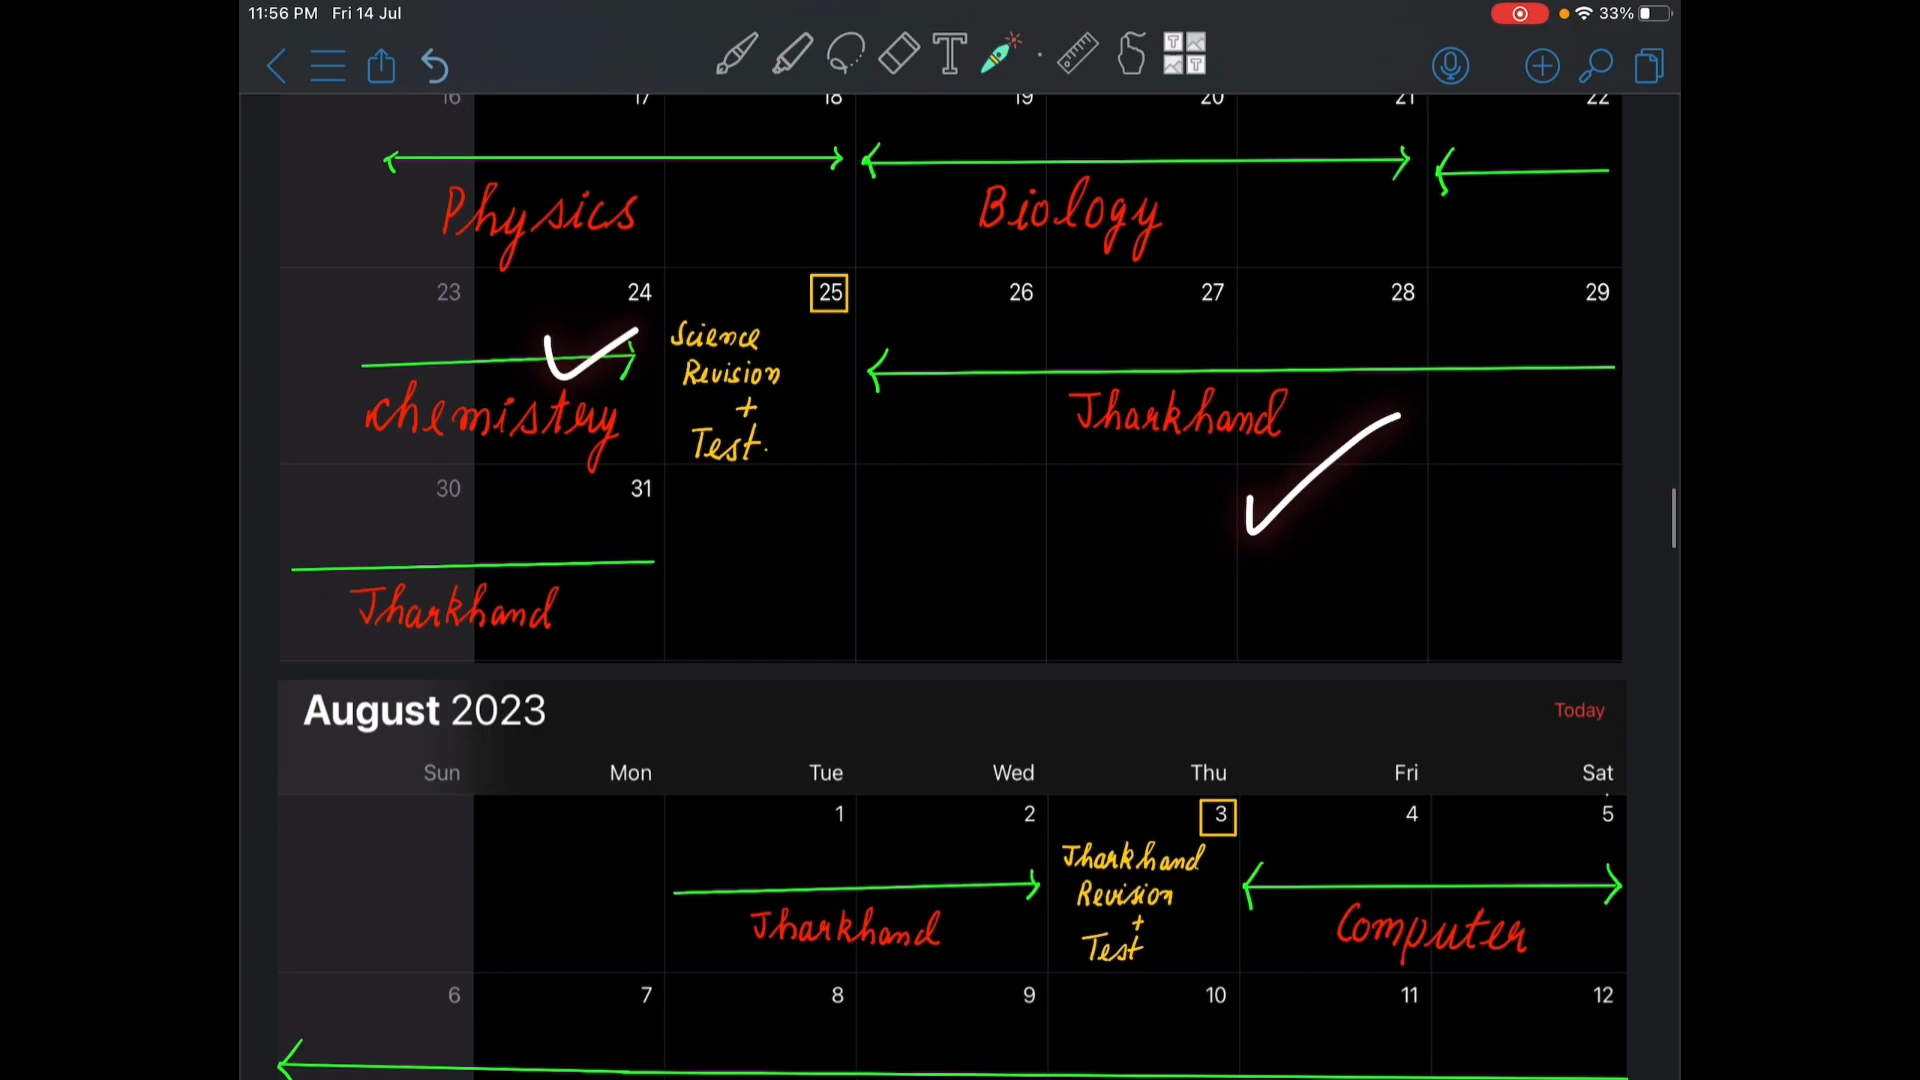 11:56 PM Fri 14 Jul
33%
T
T
T
16 17 18 19 20 21 22
Physics
Biology
23 24 25 26 27 28 29
Science
Revision
+
Test.
Chemistery
Jharkhand
30 31
Jharkhand
August 2023
Today
Sun Mon Tue Wed Thu Fri Sat
1 2 3 4 5
Jharkhand
Revision
+
Test
Jharkhand
Computer
6 7 8 9 10 11 12